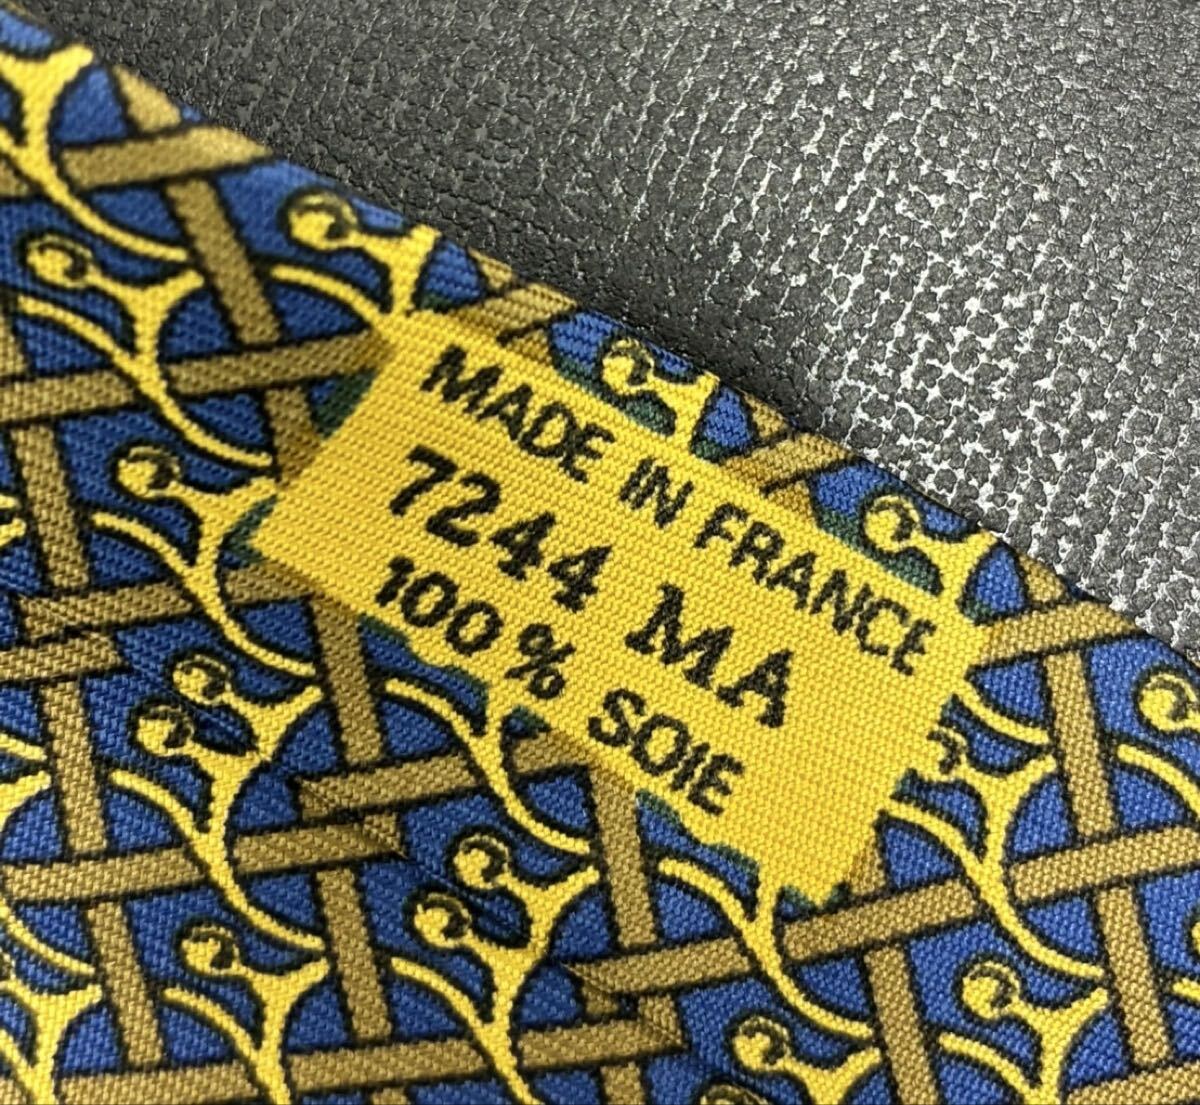 MADE IN FRANCE
7244 MA
100 % SOIE